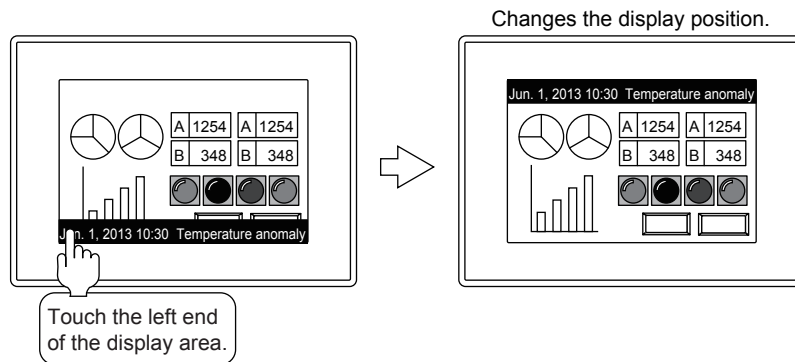 Changes the display position.
A 1254 A 1254
B 348 B 348
Jun. 1, 2013 10:30 Temperature anomaly
Touch the left end
of the display area.
Jun. 1, 2013 10:30 Temperature anomaly
A 1254 A 1254
B 348 B 348